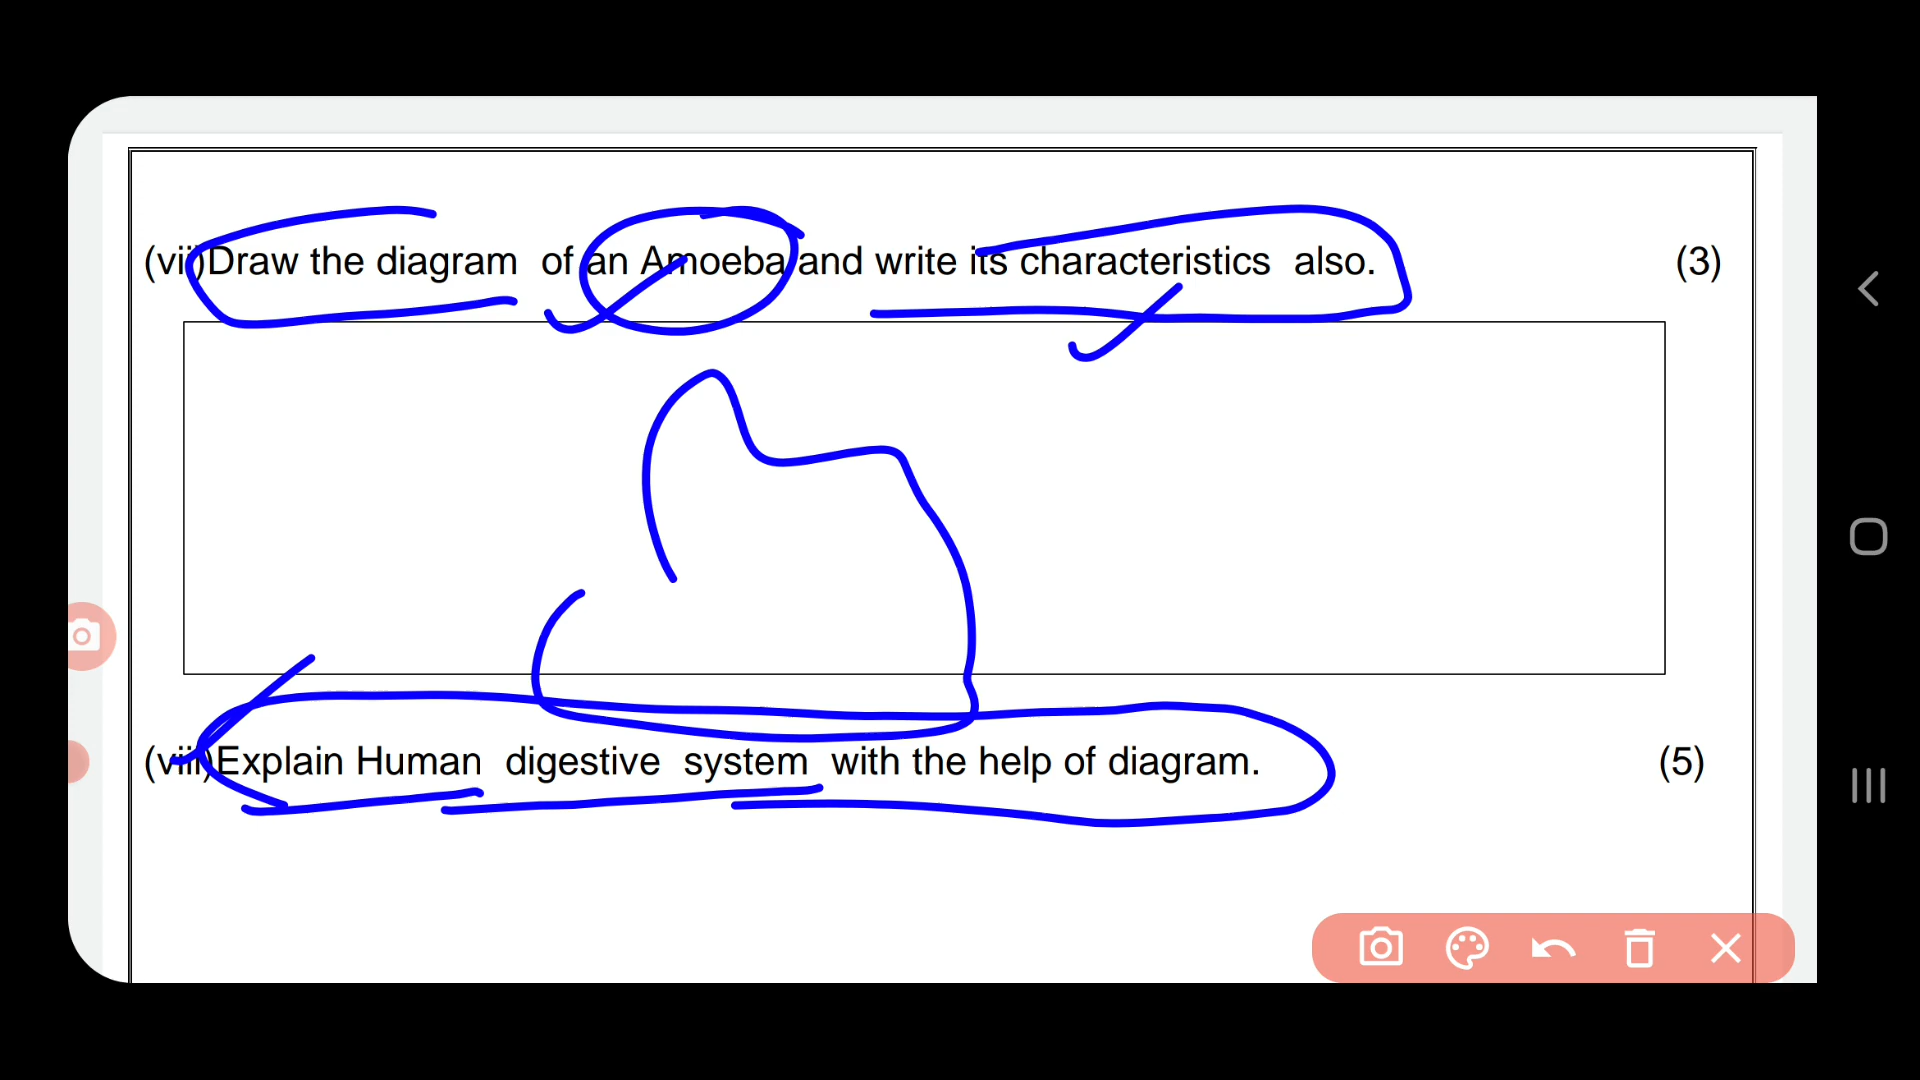 (vii)Draw the diagram of an Amoeba and write its characteristics also. (3)
(viii)Explain Human digestive system with the help of diagram. (5)